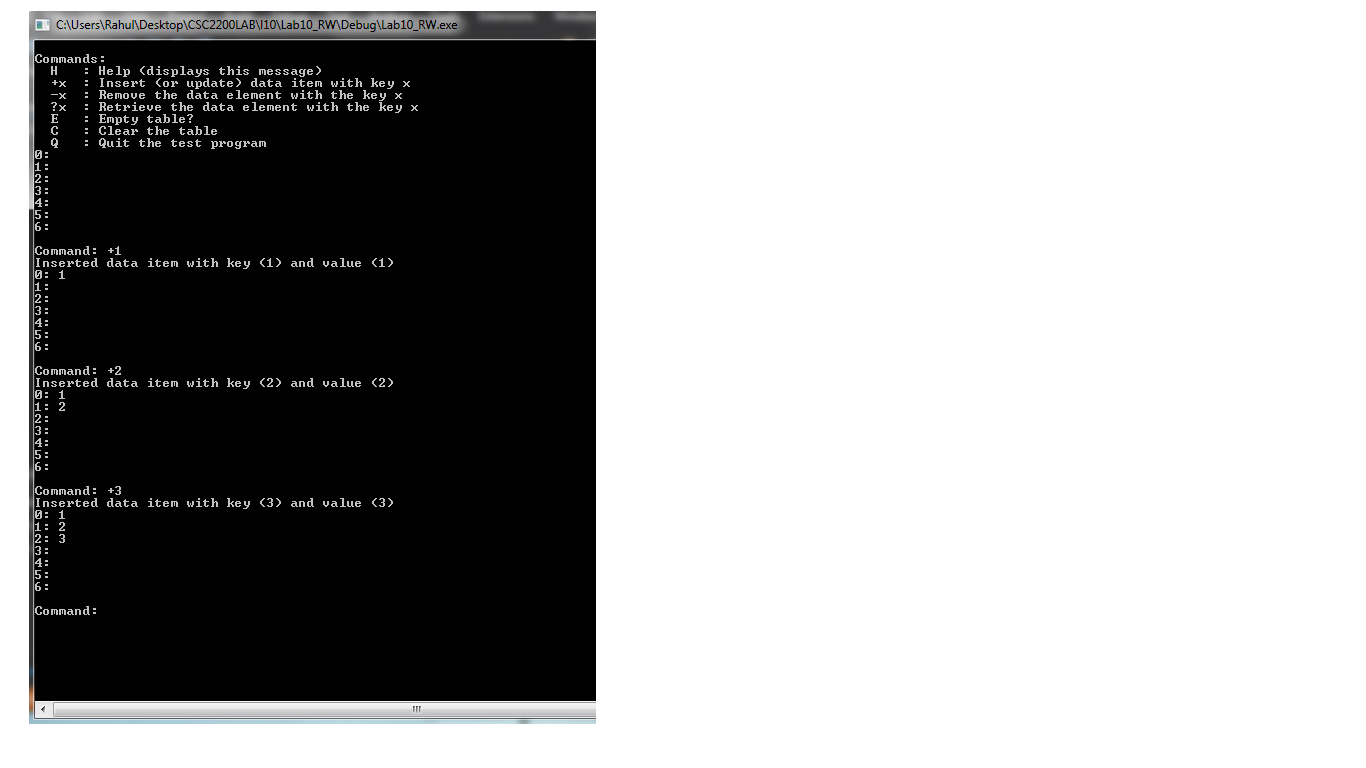 C:\Users\Rahul\Desktop\CSC2200LAB\l10\Lab10_RW\Debug\Lab10_RW.exe
Commands:
H : Help (displays this message)
+x : Insert (or update) data item with key x
-x : Remove the data element with the key x
?x : Retrieve the data element with the key x
E : Empty table?
C : Clear the table
Q : Quit the test program
0:
1:
2:
3:
4:
5:
6:
Command: +1
Inserted data item with key (1) and value (1)
0: 1
1:
2:
3:
4:
5:
6:
Command: +2
Inserted data item with key (2) and value (2)
0: 1
1: 2
2:
3:
4:
5:
6:
Command: +3
Inserted data item with key (3) and value (3)
0: 1
1: 2
2: 3
3:
4:
5:
6:
Command: